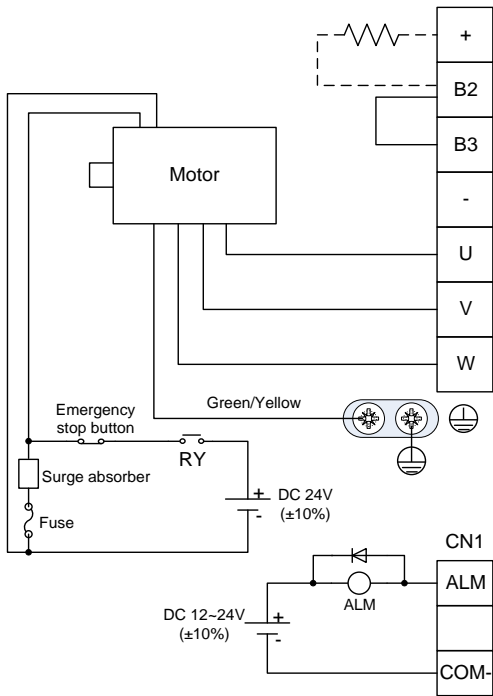 +
B2
B3
-
U
V
W
Motor
Green/Yellow
Emergency
stop button
RY
Surge absorber
Fuse
+
-
DC 24V
(±10%)
CN1
ALM
COM-
ALM
DC 12~24V
(±10%)
+
-